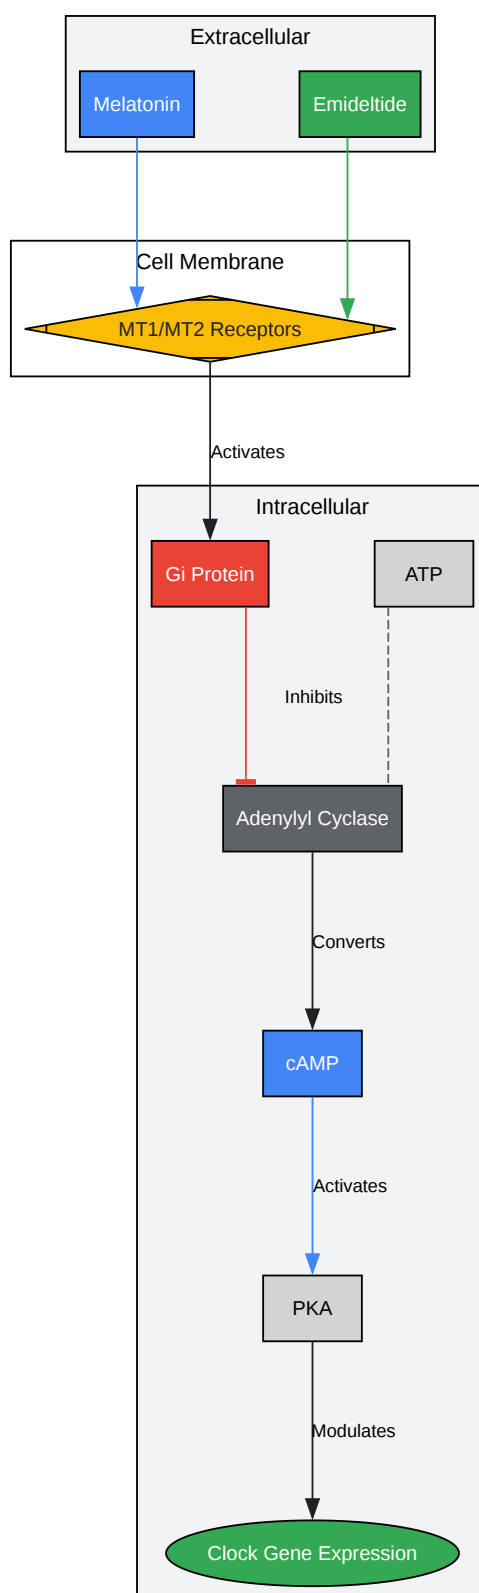 Extracellular
Melatonin
Emideltide
Cell Membrane
MT1/MT2 Receptors
Activates
Intracellular
Gi Protein
ATP
Inhibits
Adenylyl Cyclase
Converts
cAMP
Activates
PKA
Modulates
Clock Gene Expression